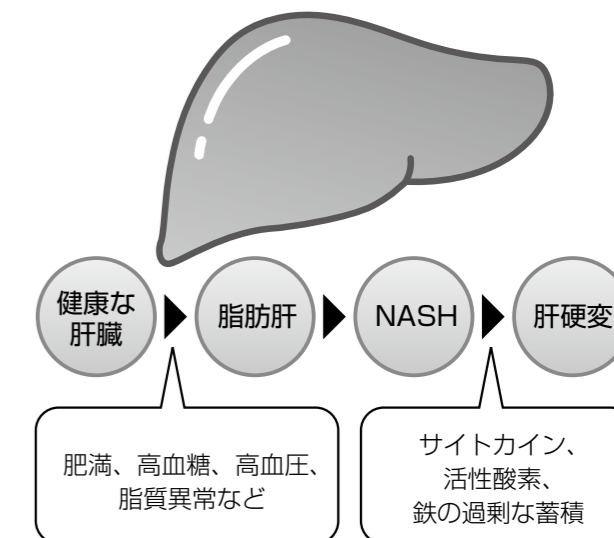 健康な
肝臓
脂肪肝
NASH
肝硬変
肥満、高血糖、高血圧、
脂質異常など
サイトカイン、
活性酸素、
鉄の過剰な蓄積